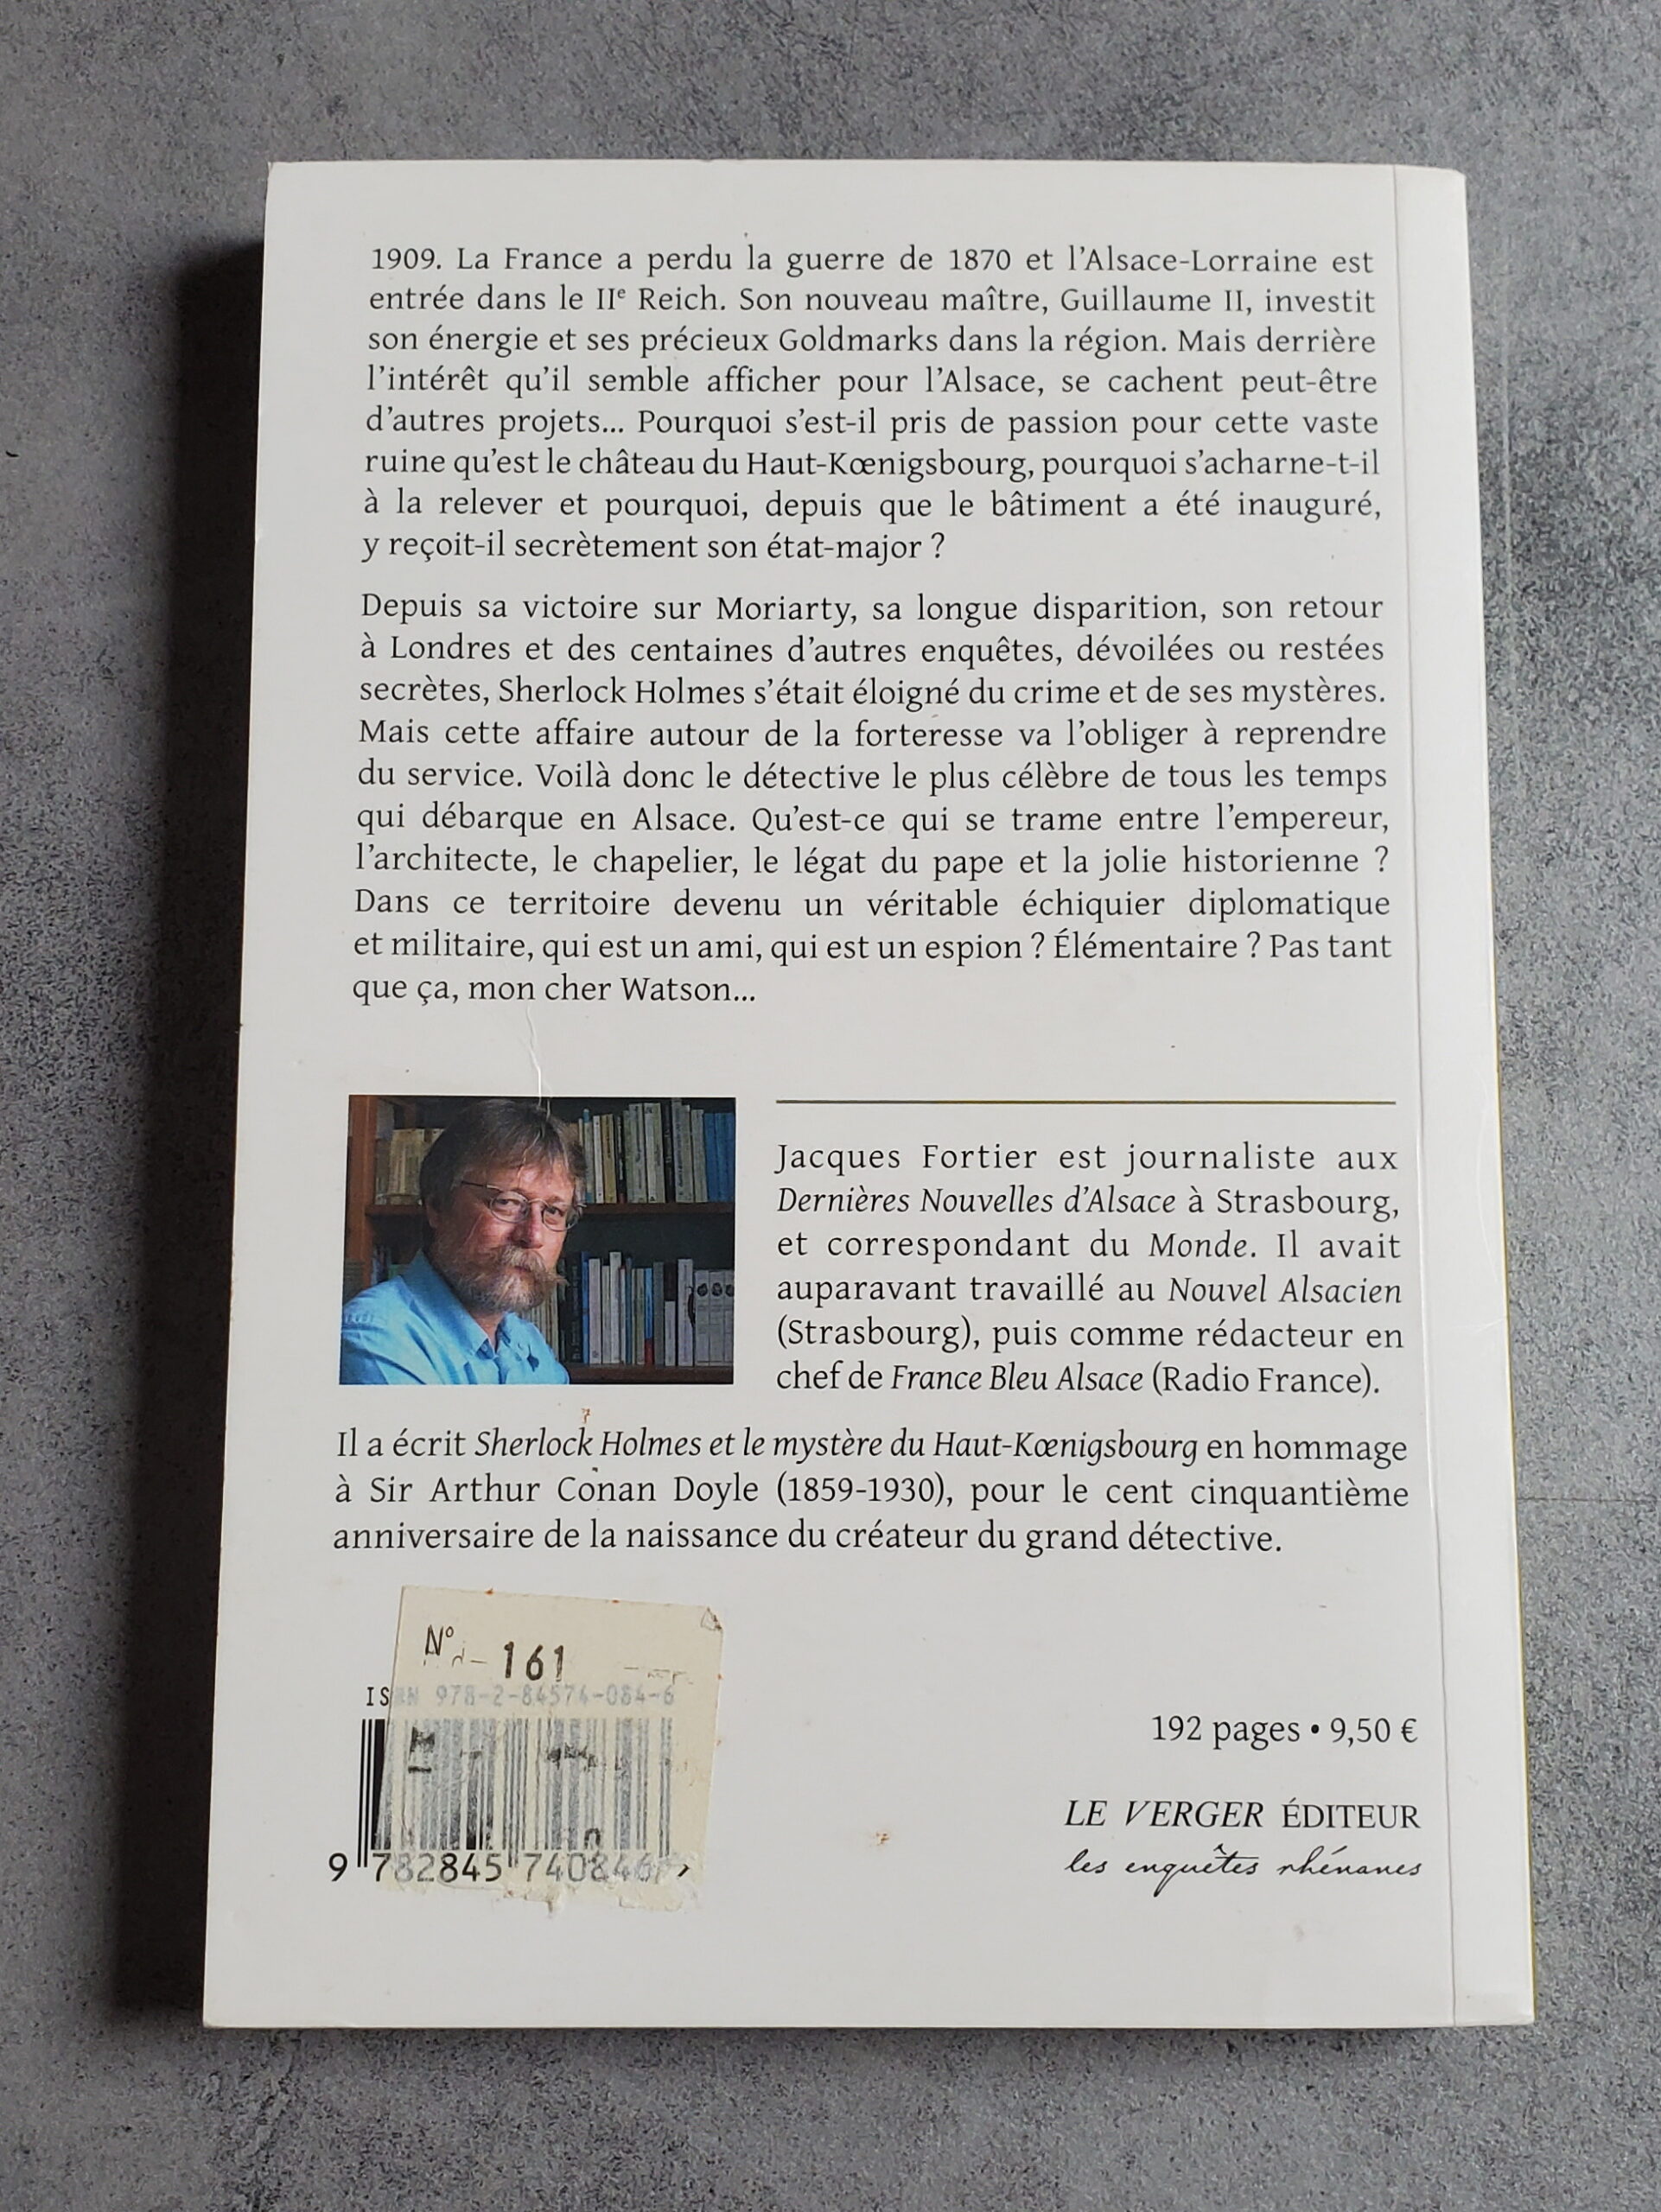 1909. La France a perdu la guerre de 1870 et l'Alsace-Lorraine est
entrée dans le IIe Reich. Son nouveau maître, Guillaume II, investit
son énergie et ses précieux Goldmarks dans la région. Mais derrière
l'intérêt qu'il semble afficher pour l'Alsace, se cachent peut-être
d'autres projets... Pourquoi s'est-il pris de passion pour cette vaste
ruine qu'est le château du Haut-Kœnigsbourg, pourquoi s'acharne-t-il
à la relever et pourquoi, depuis que le bâtiment a été inauguré,
y reçoit-il secrètement son état-major ?
Depuis sa victoire sur Moriarty, sa longue disparition, son retour
à Londres et des centaines d'autres enquêtes, dévoilées ou restées
secrètes, Sherlock Holmes s'était éloigné du crime et de ses mystères.
Mais cette affaire autour de la forteresse va l'obliger à reprendre
du service. Voilà donc le détective le plus célèbre de tous les temps
qui débarque en Alsace. Qu'est-ce qui se trame entre l'empereur,
l'architecte, le chapelier, le légat du pape et la jolie historienne ?
Dans ce territoire devenu un véritable échiquier diplomatique
et militaire, qui est un ami, qui est un espion ? Élémentaire ? Pas tant
que ça, mon cher Watson...
Jacques Fortier est journaliste aux
Dernières Nouvelles d'Alsace à Strasbourg,
et correspondant du Monde. Il avait
auparavant travaillé au Nouvel Alsacien
(Strasbourg), puis comme rédacteur en
chef de France Bleu Alsace (Radio France).
Il a écrit Sherlock Holmes et le mystère du Haut-Kœnigsbourg en hommage
à Sir Arthur Conan Doyle (1859-1930), pour le cent cinquantième
anniversaire de la naissance du créateur du grand détective.
N° 161
ISBN 978-2-84574-084-6
9 782845 740846 >
192 pages • 9,50 €
LE VERGER ÉDITEUR
les enquêtes rhénanes